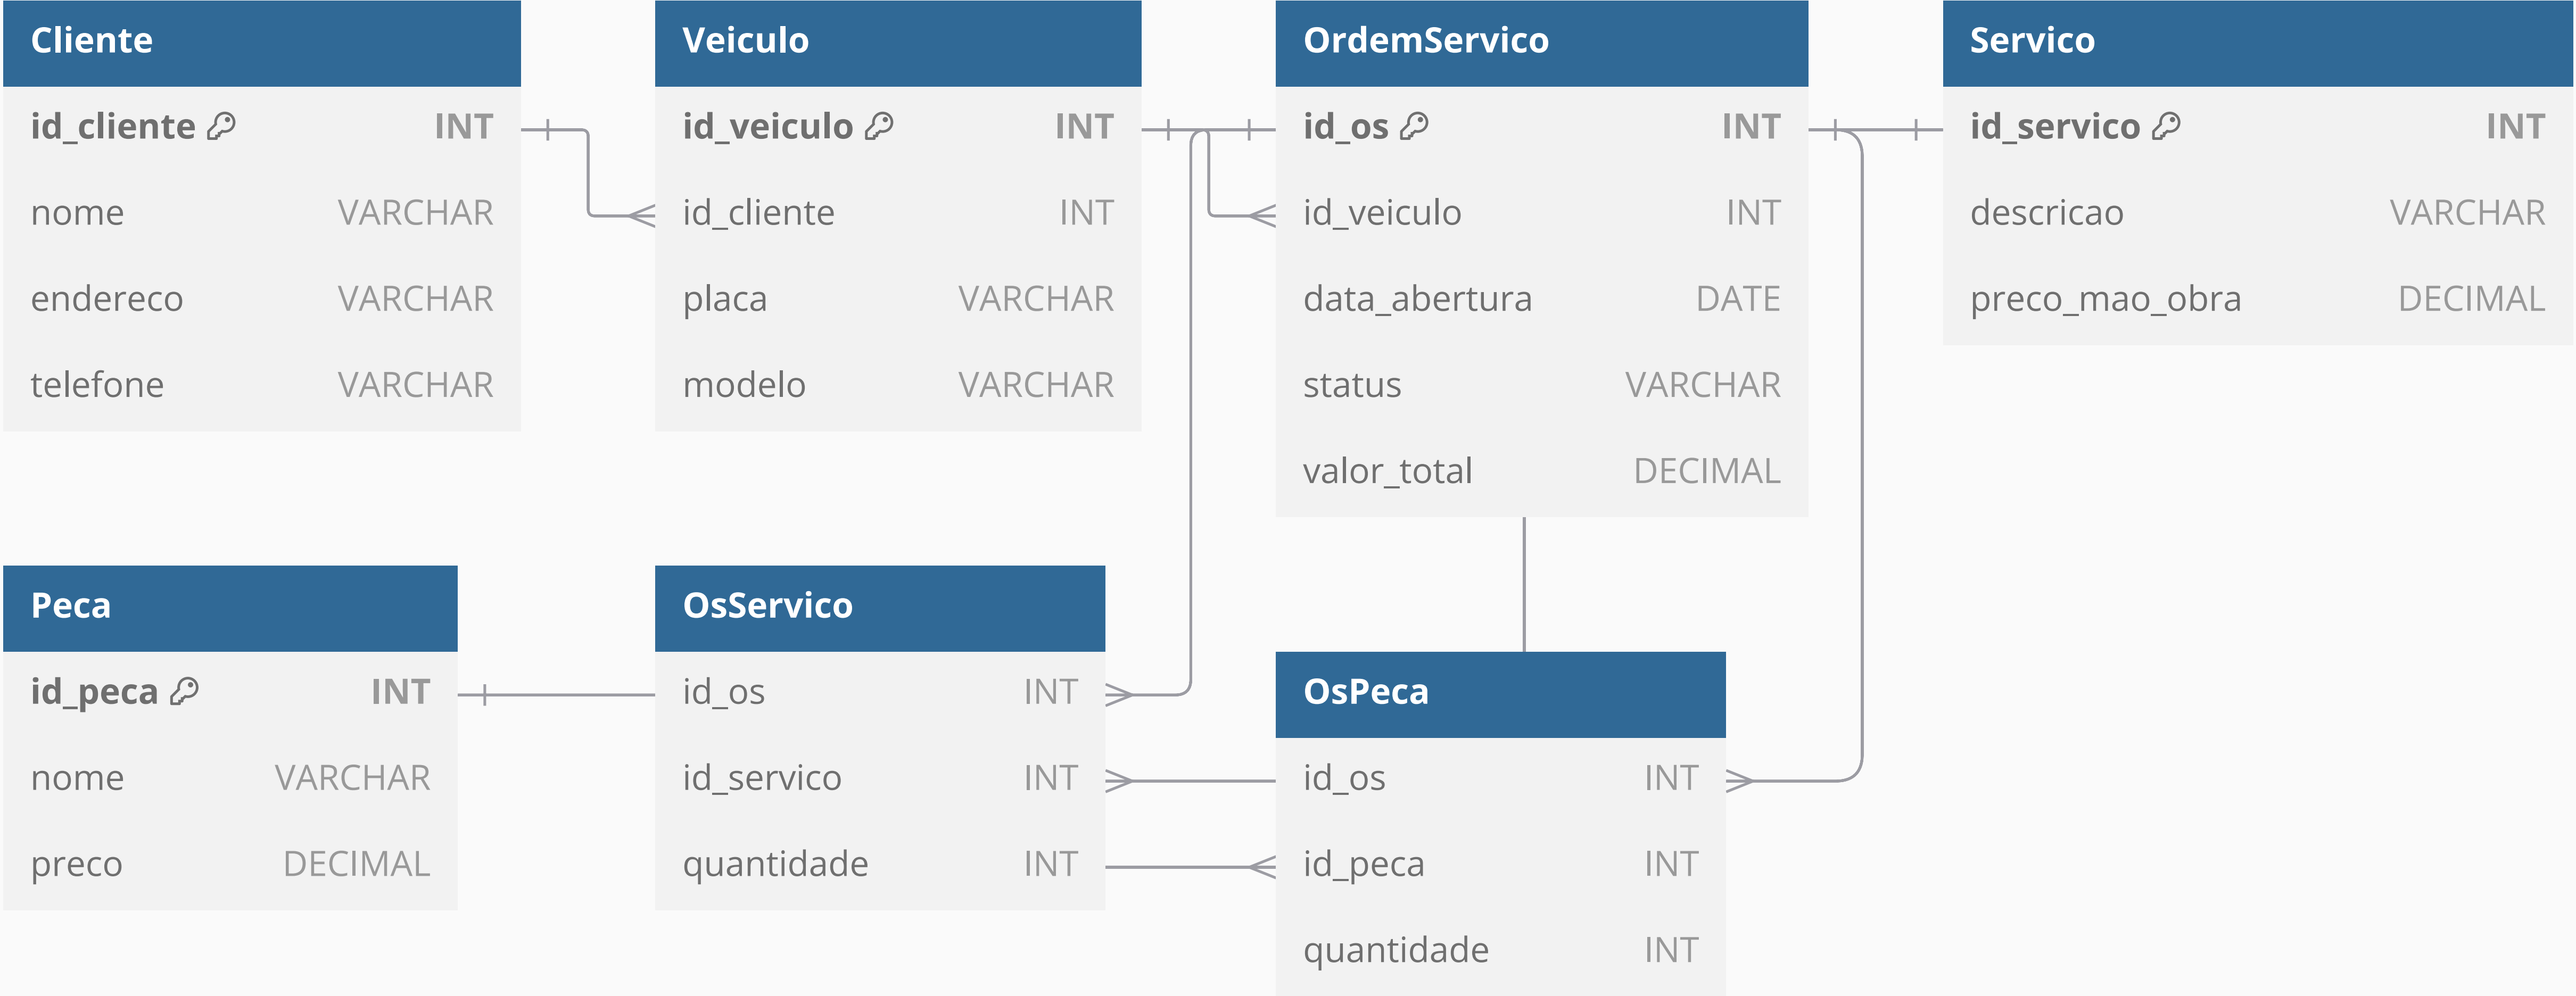 Cliente
id_cliente INT
nome VARCHAR
endereco VARCHAR
telefone VARCHAR
Veiculo
id_veiculo INT
id_cliente INT
placa VARCHAR
modelo VARCHAR
OrdemServico
id_os INT
id_veiculo INT
data_abertura DATE
status VARCHAR
valor_total DECIMAL
Servico
id_servico INT
descricao VARCHAR
preco_mao_obra DECIMAL
Peca
id_peca INT
nome VARCHAR
preco DECIMAL
OsServico
id_os INT
id_servico INT
quantidade INT
OsPeca
id_os INT
id_peca INT
quantidade INT